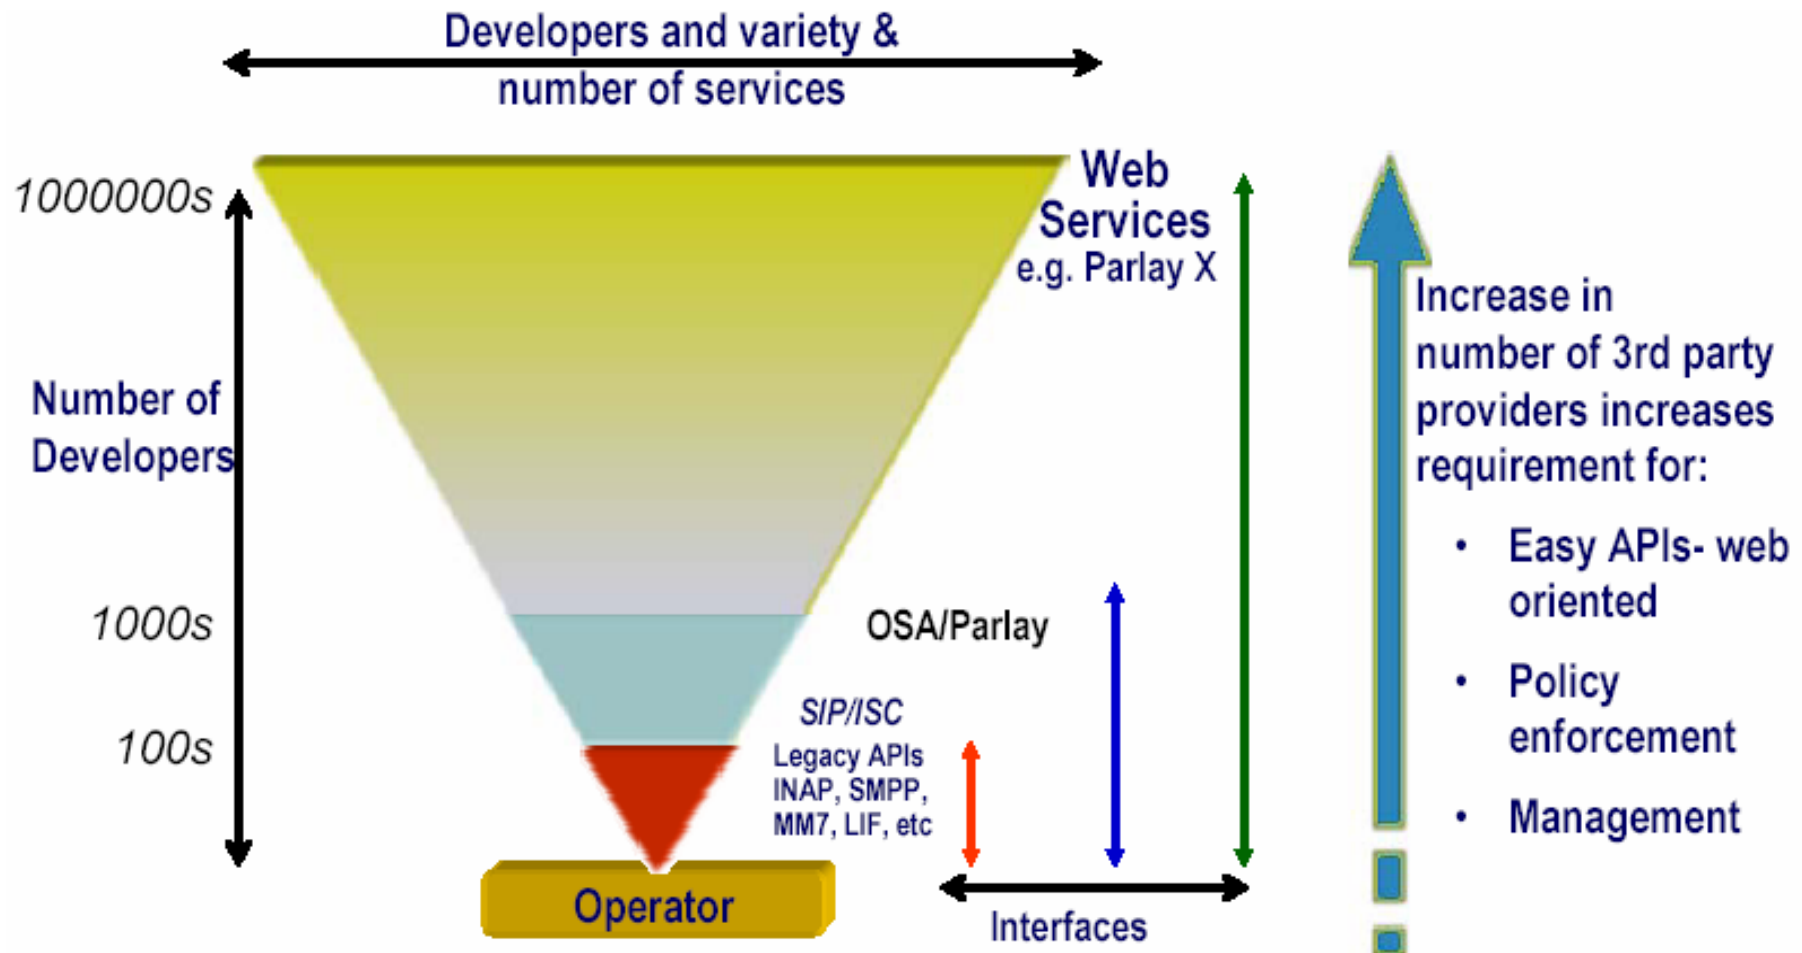 Developers and variety &
number of services
1000000s
Web
Services
e.g. Parlay X
Number of
Developers
1000s
OSA/Parlay
100s
SIP/ISC
Legacy APIs
INAP, SMPP,
MM7, LIF, etc
Operator
Interfaces
Increase in
number of 3rd party
providers increases
requirement for:
• Easy APIs- web
oriented
• Policy
enforcement
• Management